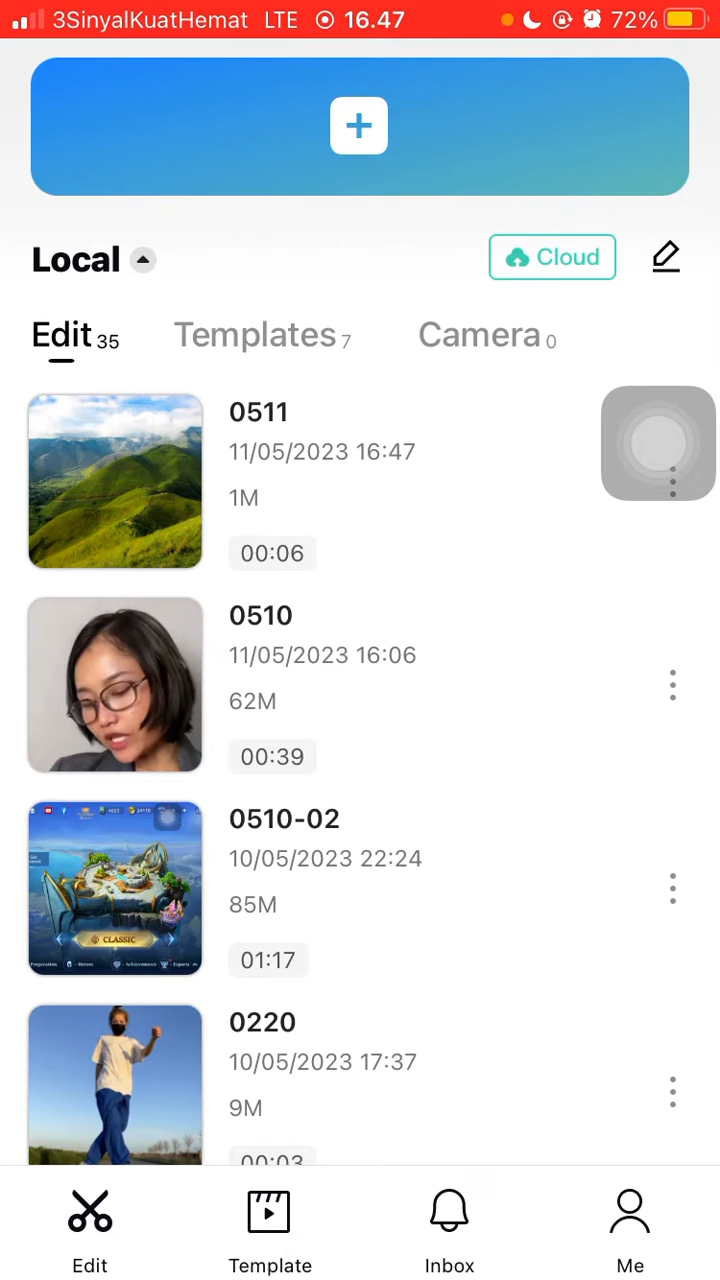 3SinyalKuatHemat LTE 16.47 72%
+
Local Cloud
Edit 35 Templates 7 Camera 0
0511
11/05/2023 16:47
1M
00:06
0510
11/05/2023 16:06
62M
00:39
0510-02
10/05/2023 22:24
85M
CLASSIC
01:17
0220
10/05/2023 17:37
9M
00:03
Edit Template Inbox Me